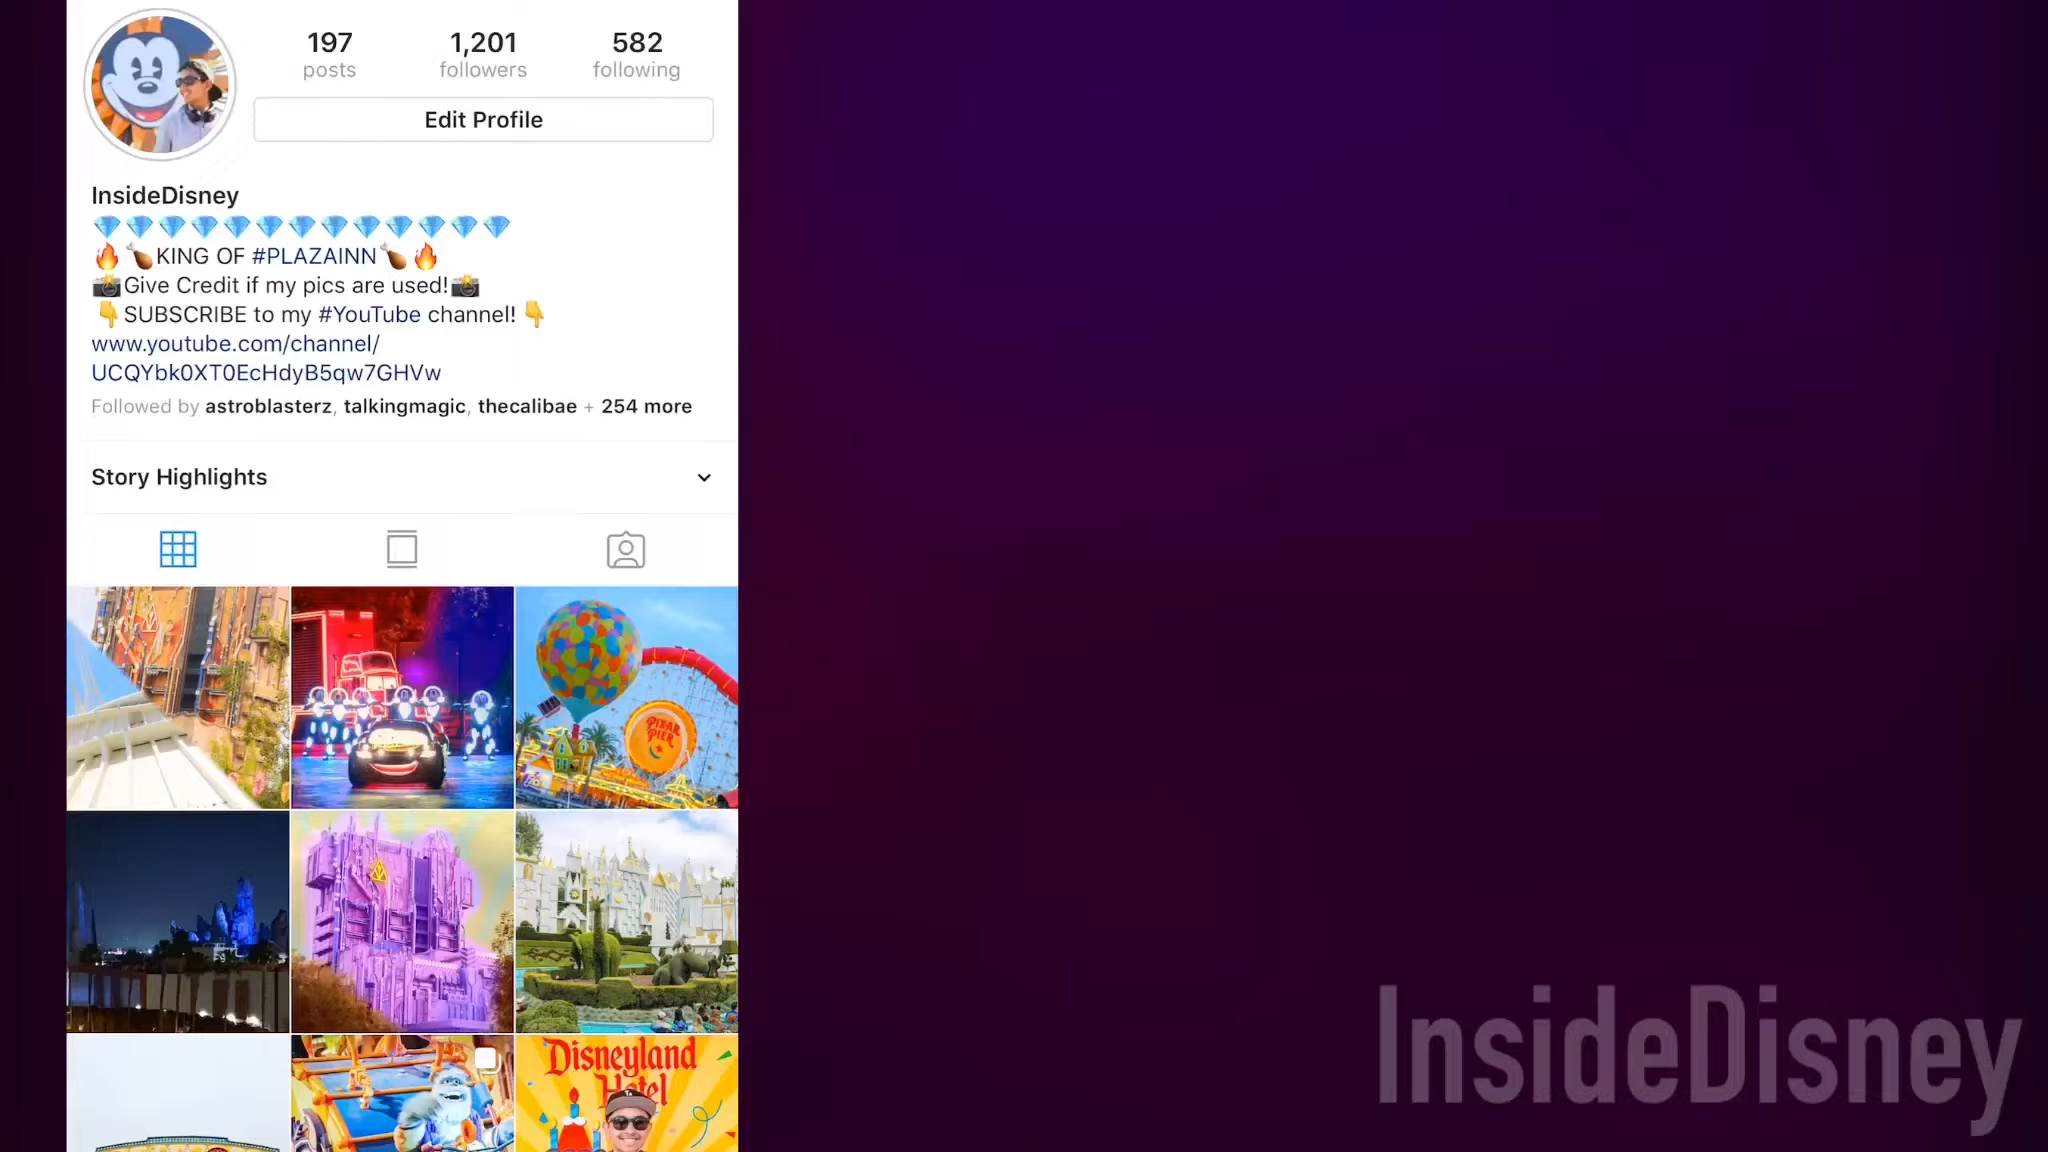 197
posts
1,201
followers
582
following
Edit Profile
InsideDisney
💎💎💎💎💎💎💎💎💎💎💎💎💎
🔥🍗KING OF #PLAZAINN🍗🔥
📸Give Credit if my pics are used!📸
👇SUBSCRIBE to my #YouTube channel! 👇
www.youtube.com/channel/
UCQYbk0XT0EcHdyB5qw7GHVw
Followed by astroblasterz, talkingmagic, thecalibae + 254 more
Story Highlights
PIXAR
PIER
Disneyland
Hotel
InsideDisney